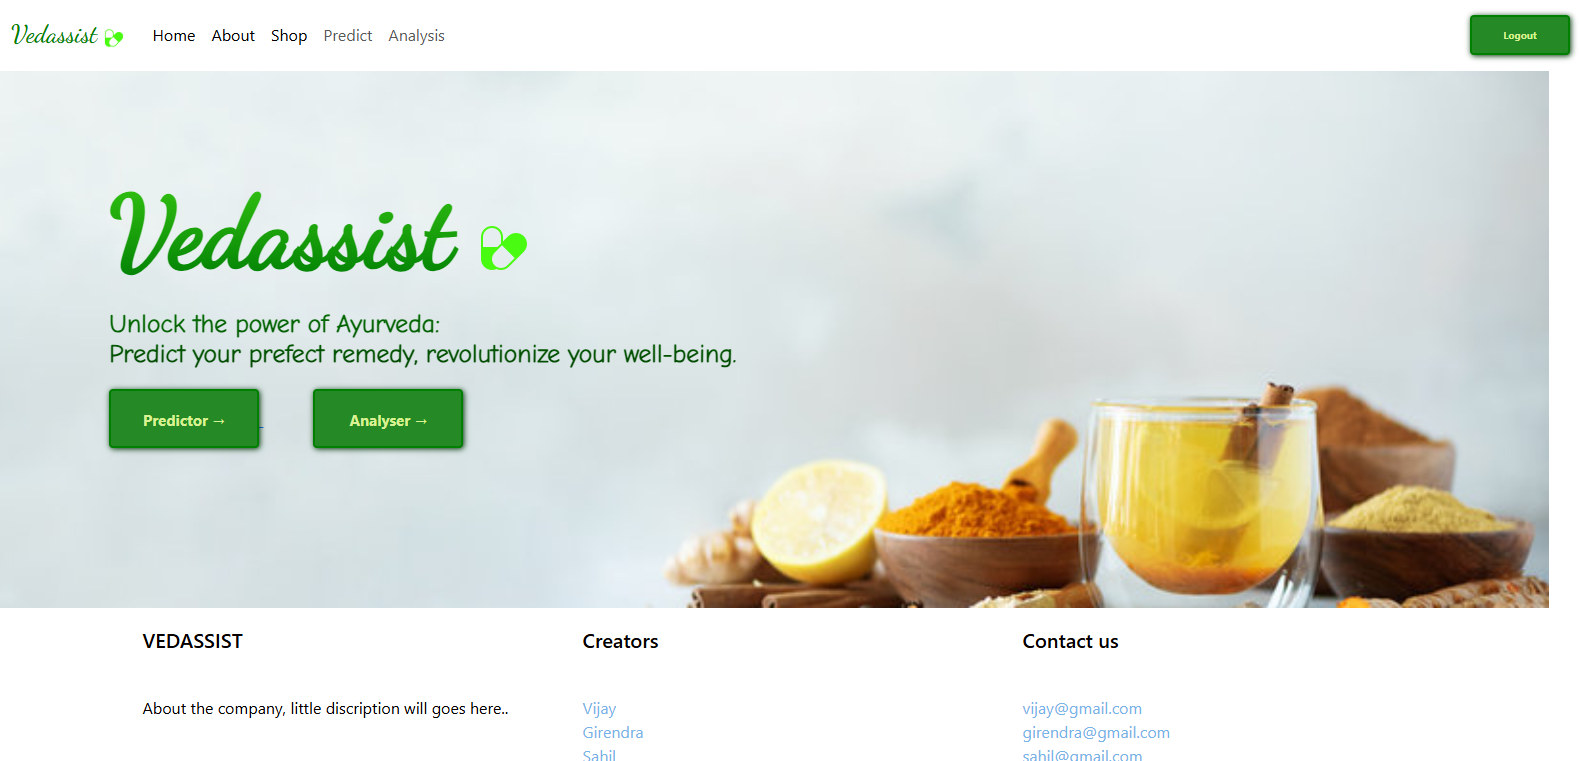 Vedassist
Home About Shop Predict Analysis
Logout
Vedassist
Unlock the power of Ayurveda:
Predict your prefect remedy, revolutionize your well-being.
Predictor →
Analyser →
VEDASSIST
About the company, little discription will goes here..
Creators
Vijay
Girendra
Sahil
Contact us
vijay@gmail.com
girendra@gmail.com
sahil@gmail.com